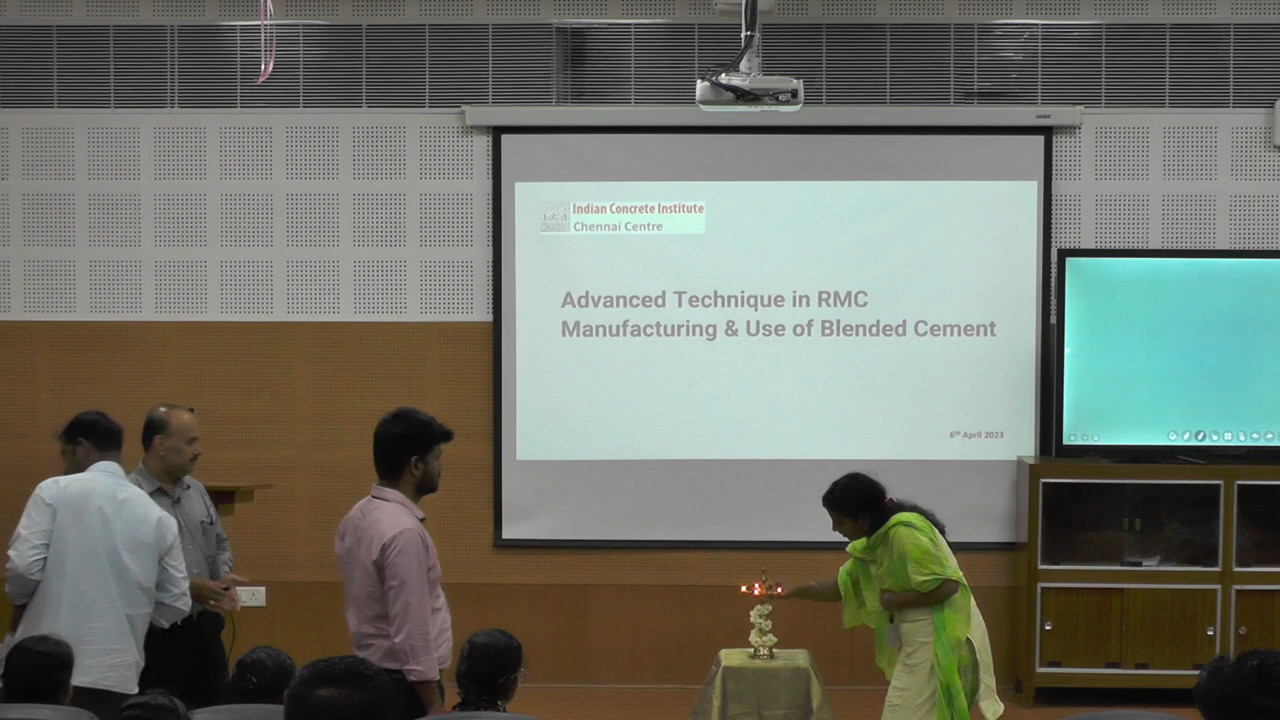 LOGIC
Indian Concrete Institute
Chennai Centre
Advanced Technique in RMC
Manufacturing & Use of Blended Cement
6th April 2023